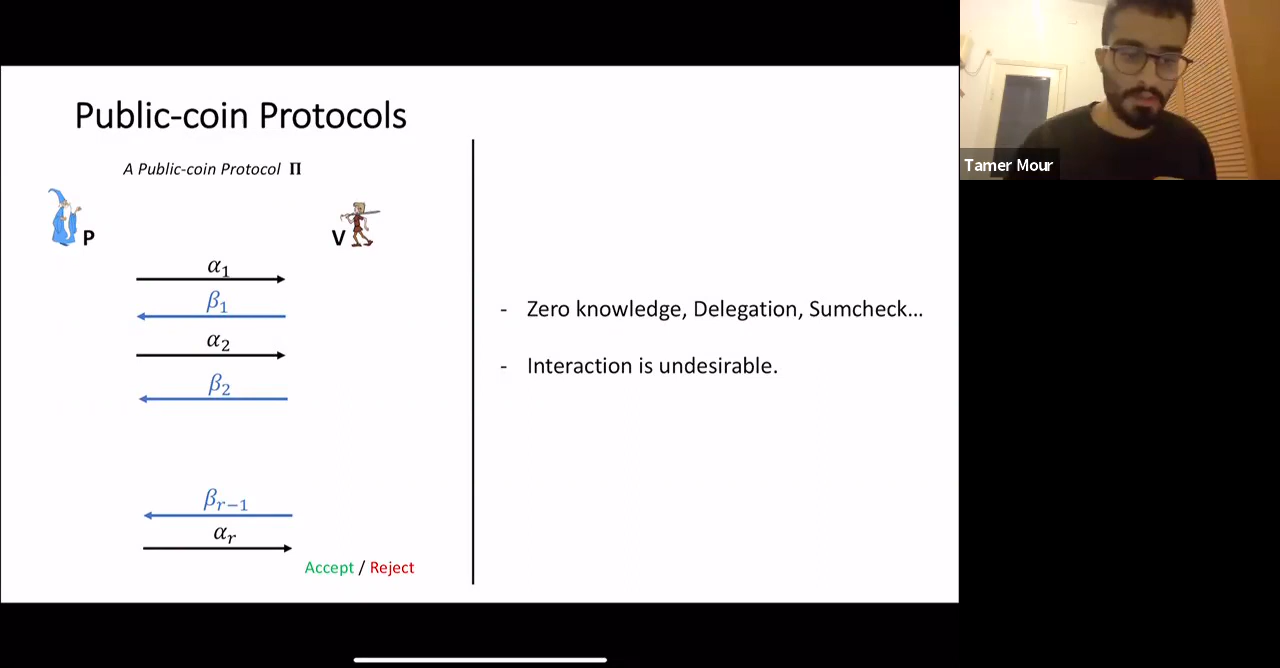 Public-coin Protocols
A Public-coin Protocol Π
P
V
α₁
β₁
α₂
β₂
βᵣ₋₁
αᵣ
Accept / Reject
- Zero knowledge, Delegation, Sumcheck...
- Interaction is undesirable.
Tamer Mour